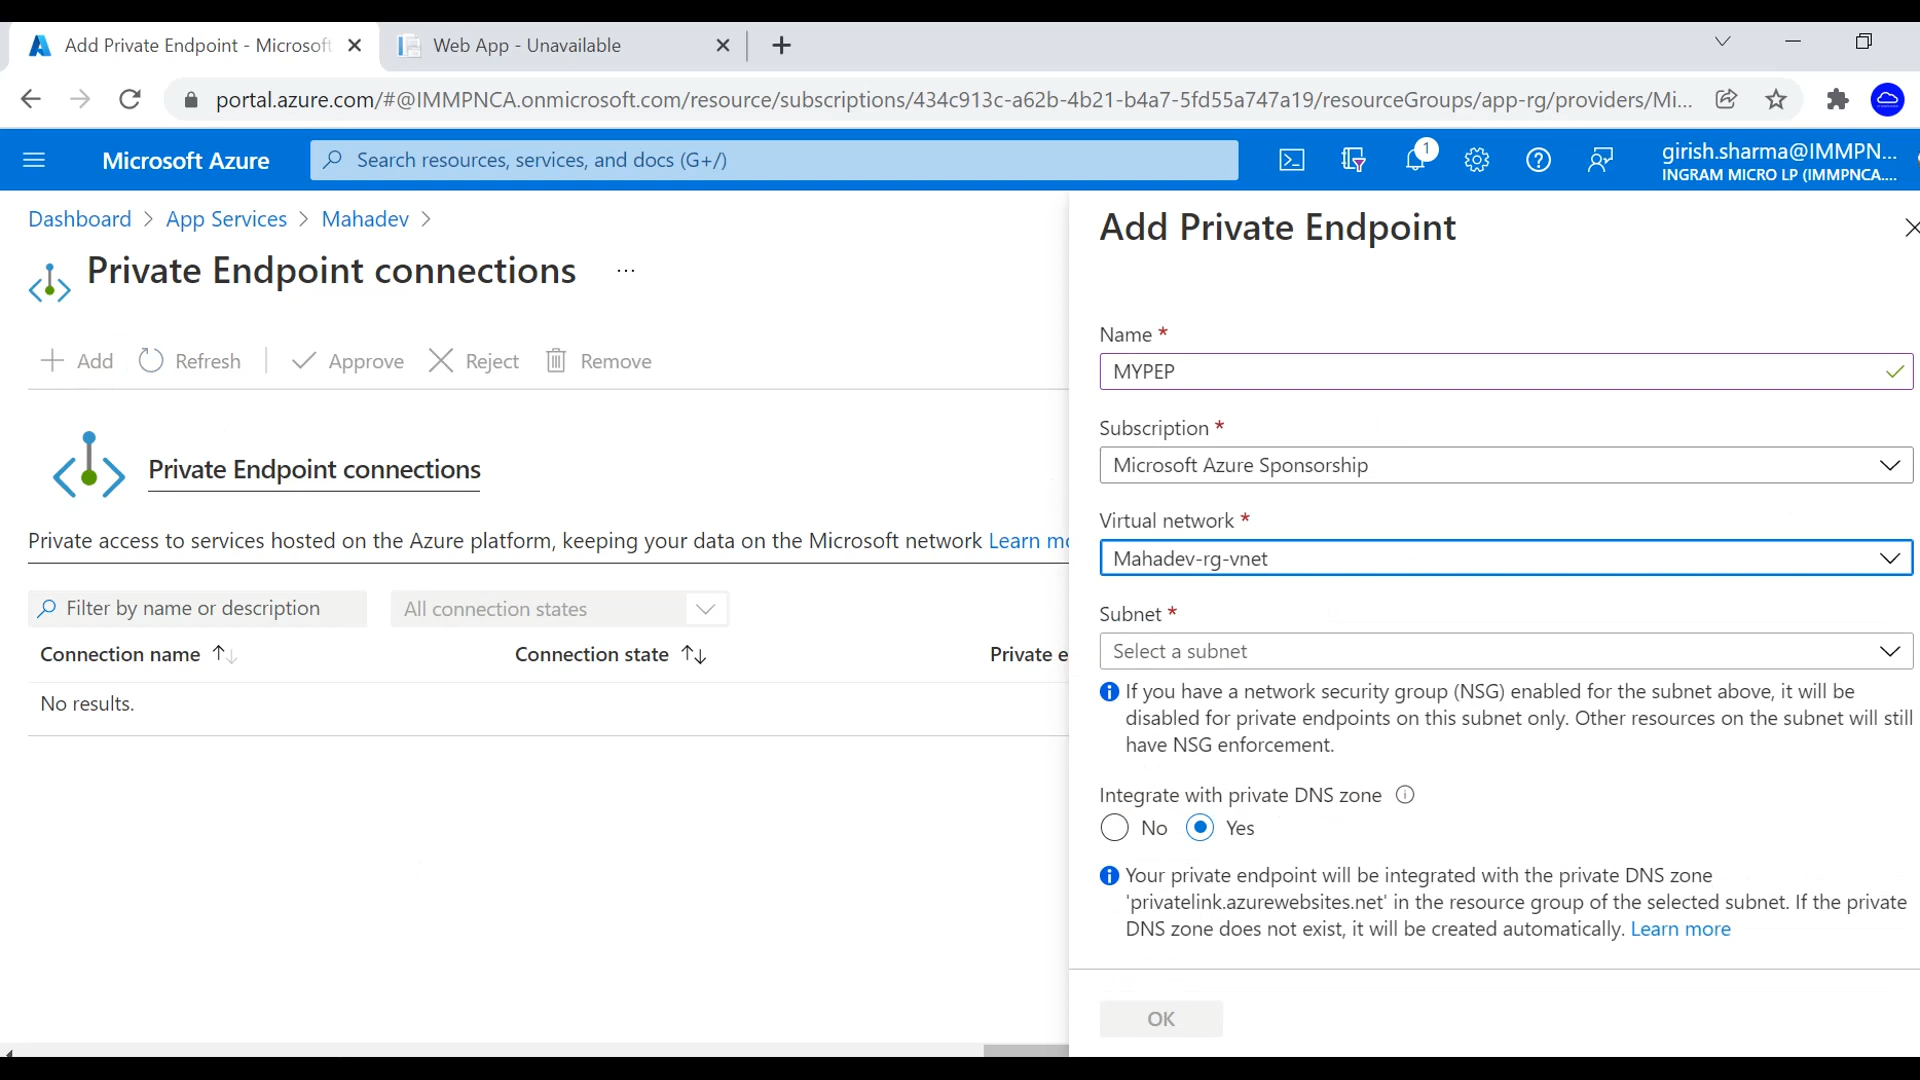 Add Private Endpoint - Microsoft
Web App - Unavailable
portal.azure.com/#@IMMPNCA.onmicrosoft.com/resource/subscriptions/434c913c-a62b-4b21-b4a7-5fd55a747a19/resourceGroups/app-rg/providers/Mi...
Microsoft Azure
Search resources, services, and docs (G+/)
1
girish.sharma@IMMPN...
INGRAM MICRO LP (IMMPNCA....
Dashboard > App Services > Mahadev >
Private Endpoint connections ...
Add
Refresh
Approve
Reject
Remove
Private Endpoint connections
Private access to services hosted on the Azure platform, keeping your data on the Microsoft network Learn mo
Filter by name or description
All connection states
Connection name
Connection state
Private e
No results.
Add Private Endpoint
Name *
MYPEP
Subscription *
Microsoft Azure Sponsorship
Virtual network *
Mahadev-rg-vnet
Subnet *
Select a subnet
If you have a network security group (NSG) enabled for the subnet above, it will be
disabled for private endpoints on this subnet only. Other resources on the subnet will still
have NSG enforcement.
Integrate with private DNS zone
No
Yes
Your private endpoint will be integrated with the private DNS zone
'privatelink.azurewebsites.net' in the resource group of the selected subnet. If the private
DNS zone does not exist, it will be created automatically. Learn more
OK